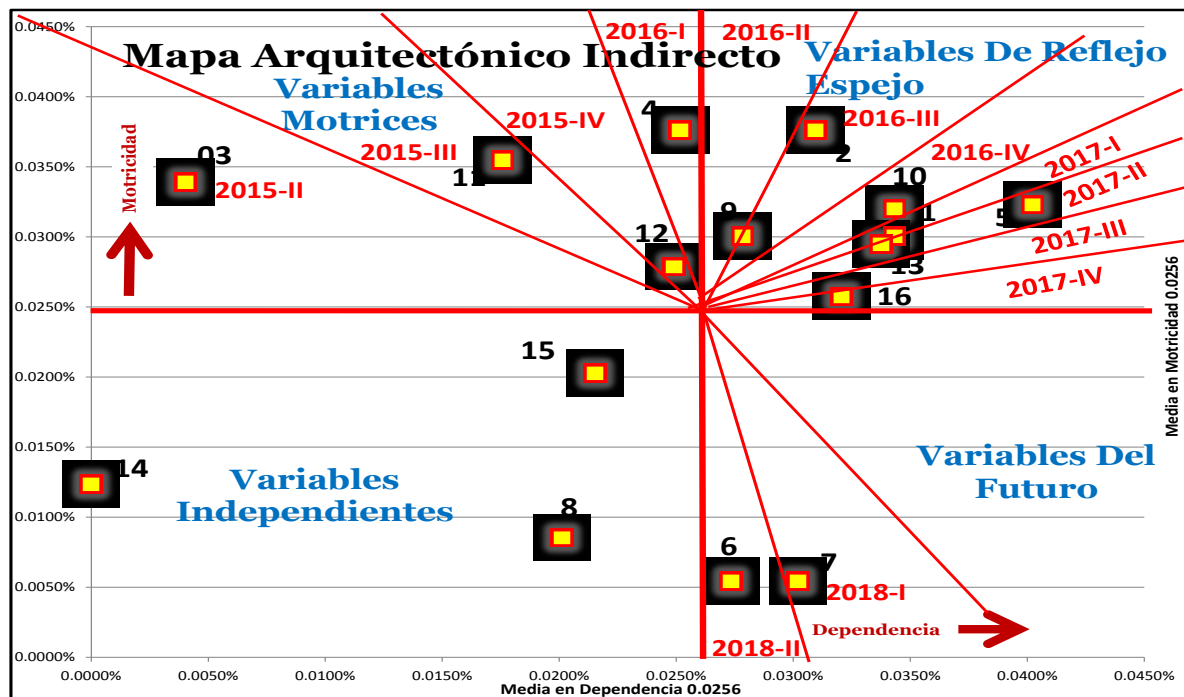 0.0450%
2016-I
2016-II
Mapa Arquitectónico Indirecto
Variables De Reflejo
Espejo
Variables
Motrices
0.0400%
4
2015-IV
2016-III
2
0.0350%
03
2015-III
11
2016-IV
2017-I
Motricidad
2015-II
10
2017-II
0.0300%
12
9
1
5
2017-III
13
2017-IV
0.0250%
16
15
0.0200%
Media en Motricidad 0.0256
0.0150%
14
Variables
Independientes
Variables Del
Futuro
0.0100%
8
0.0050%
6
7
2018-I
Dependencia
2018-II
0.0000%
0.0000% 0.0050% 0.0100% 0.0150% 0.0200% 0.0250% 0.0300% 0.0350% 0.0400% 0.0450%
Media en Dependencia 0.0256